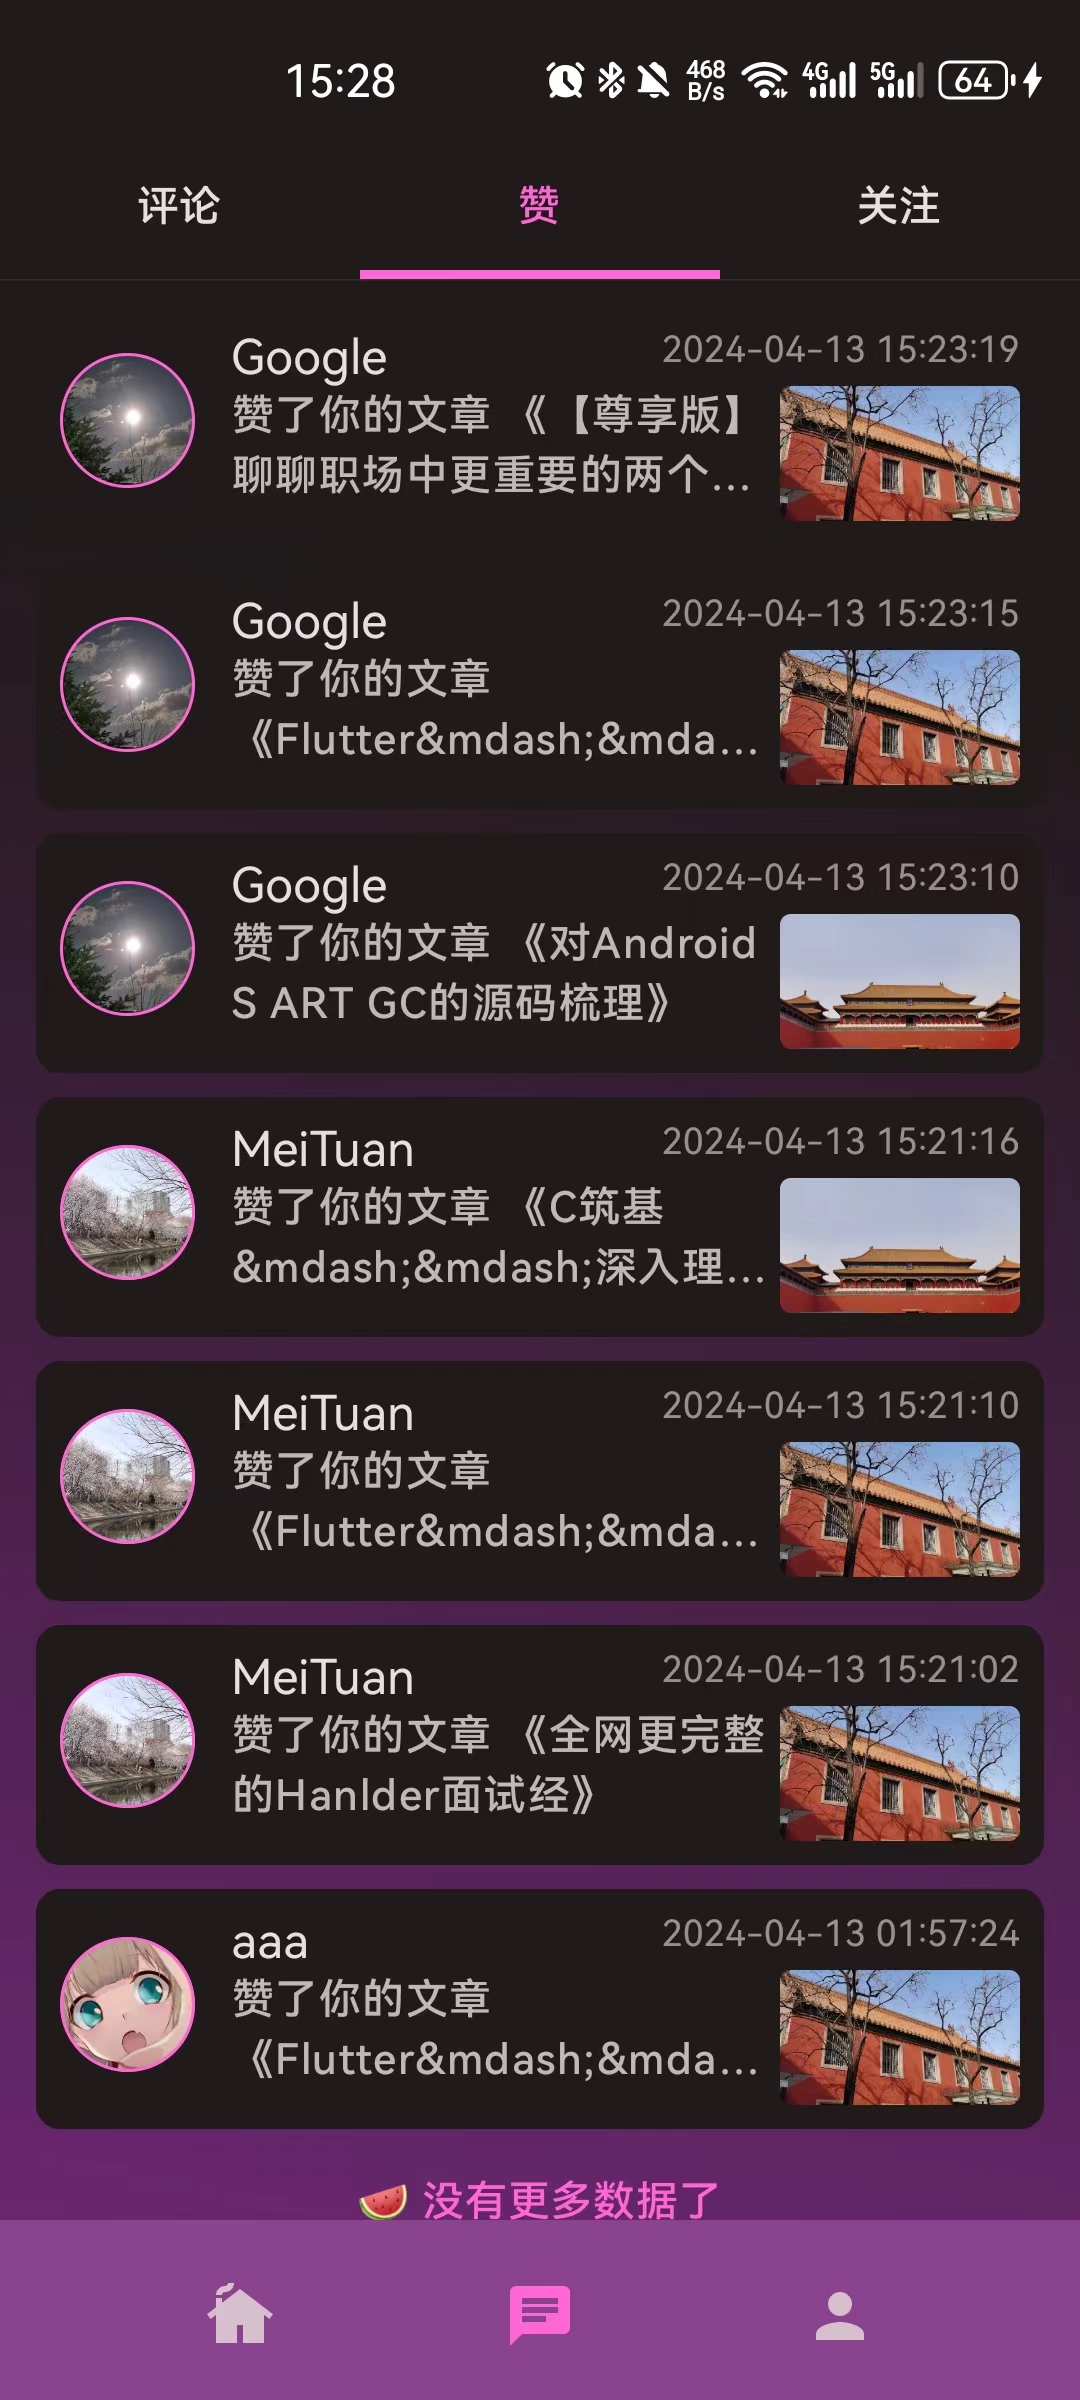 15:28
468 B/s
4G
5G
64
评论
赞
关注
Google
2024-04-13 15:23:19
赞了你的文章 《【尊享版】
聊聊职场中更重要的两个...
Google
2024-04-13 15:23:15
赞了你的文章
《Flutter&mdash;&mda...
Google
2024-04-13 15:23:10
赞了你的文章 《对Android
S ART GC的源码梳理》
MeiTuan
2024-04-13 15:21:16
赞了你的文章 《C筑基
&mdash;&mdash;深入理...
MeiTuan
2024-04-13 15:21:10
赞了你的文章
《Flutter&mdash;&mda...
MeiTuan
2024-04-13 15:21:02
赞了你的文章 《全网更完整
的Hanlder面试经》
aaa
2024-04-13 01:57:24
赞了你的文章
《Flutter&mdash;&mda...
🍉 没有更多数据了